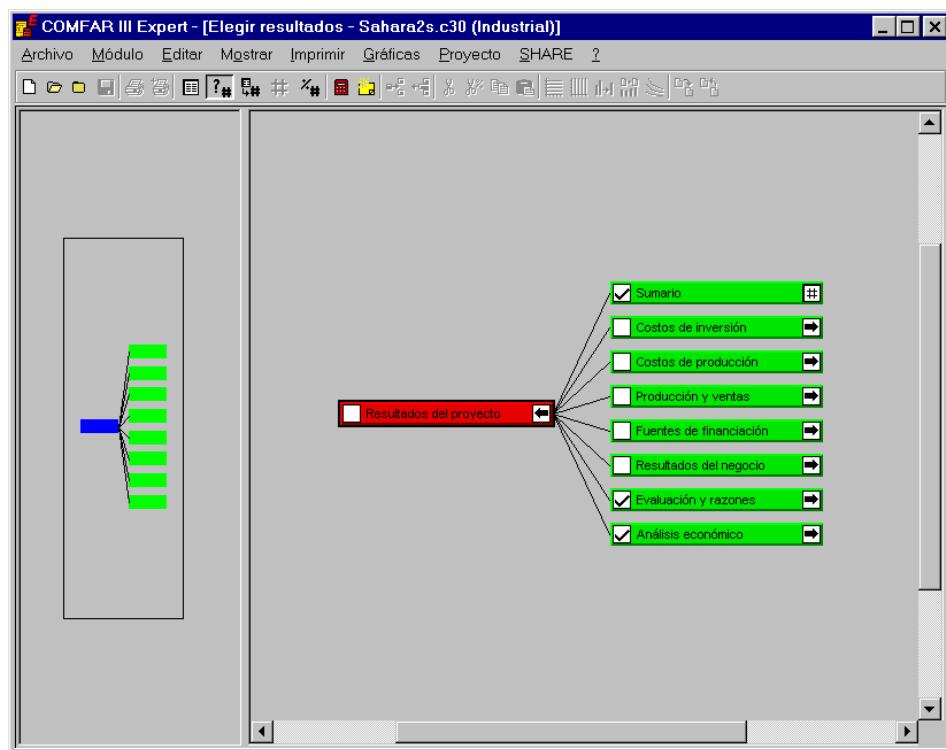 COMFAR III Expert - [Elegir resultados - Sahara2s.c30 (Industrial)]
Archivo Módulo Editar Mostrar Imprimir Gráficas Proyecto SHARE ?
Sumario
Costos de inversión
Costos de producción
Producción y ventas
Resultados del proyecto
Fuentes de financiación
Resultados del negocio
Evaluación y razones
Análisis económico